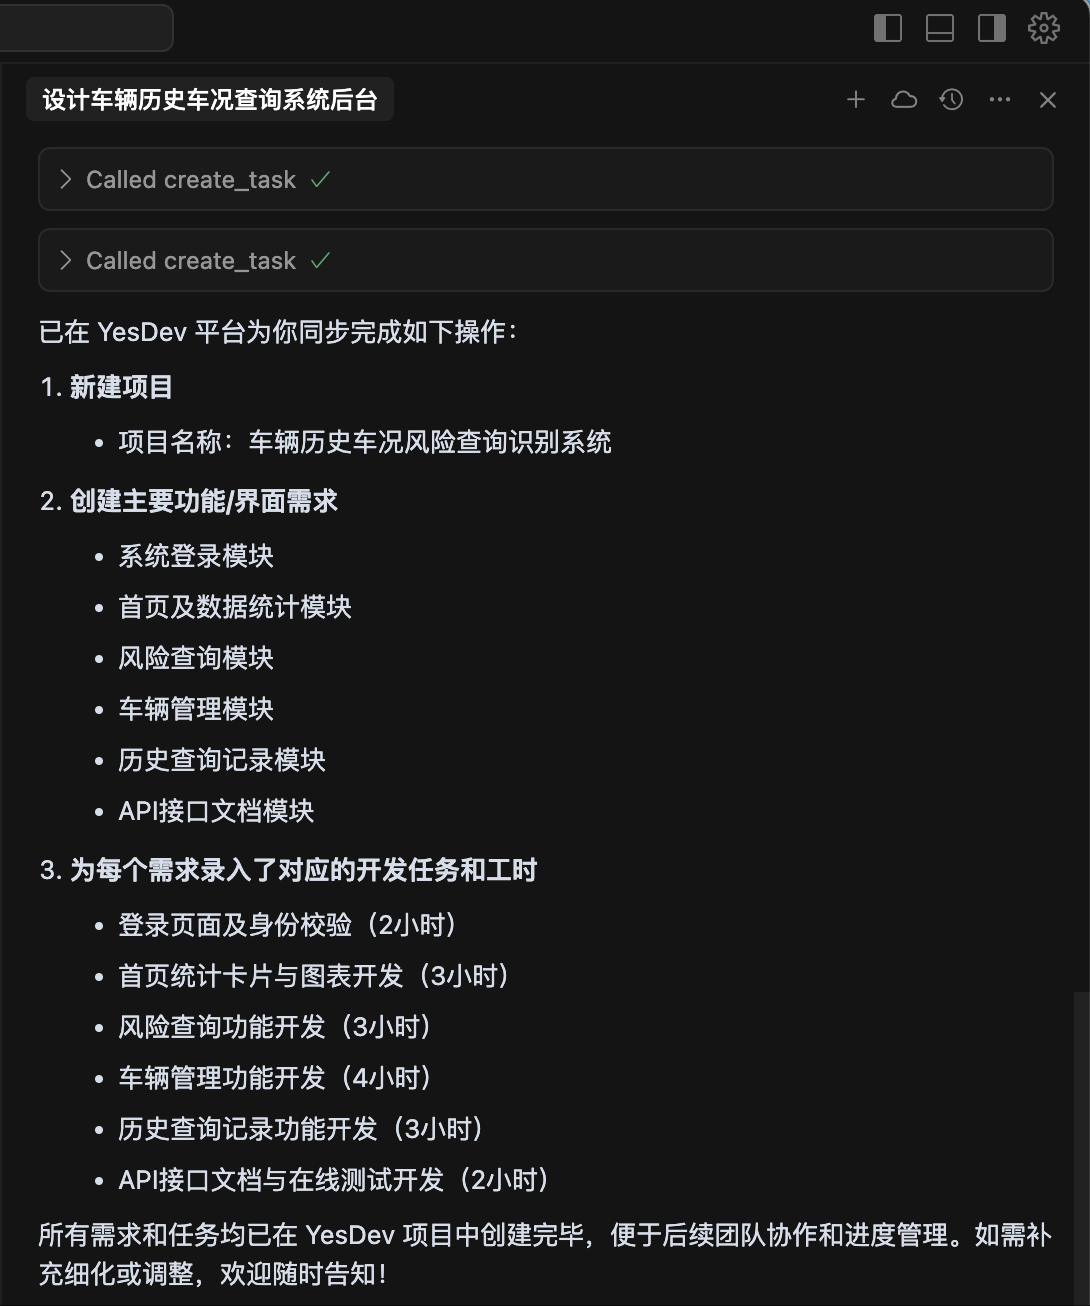 设计车辆历史车况查询系统后台
Called create_task
Called create_task
已在 YesDev 平台为你同步完成如下操作：
1. 新建项目
• 项目名称：车辆历史车况风险查询识别系统
2. 创建主要功能/界面需求
• 系统登录模块
• 首页及数据统计模块
• 风险查询模块
• 车辆管理模块
• 历史查询记录模块
• API接口文档模块
3. 为每个需求录入了对应的开发任务和工时
• 登录页面及身份校验（2小时）
• 首页统计卡片与图表开发（3小时）
• 风险查询功能开发（3小时）
• 车辆管理功能开发（4小时）
• 历史查询记录功能开发（3小时）
• API接口文档与在线测试开发（2小时）
所有需求和任务均已在 YesDev 项目中创建完毕，便于后续团队协作和进度管理。如需补
充细化或调整，欢迎随时告知！